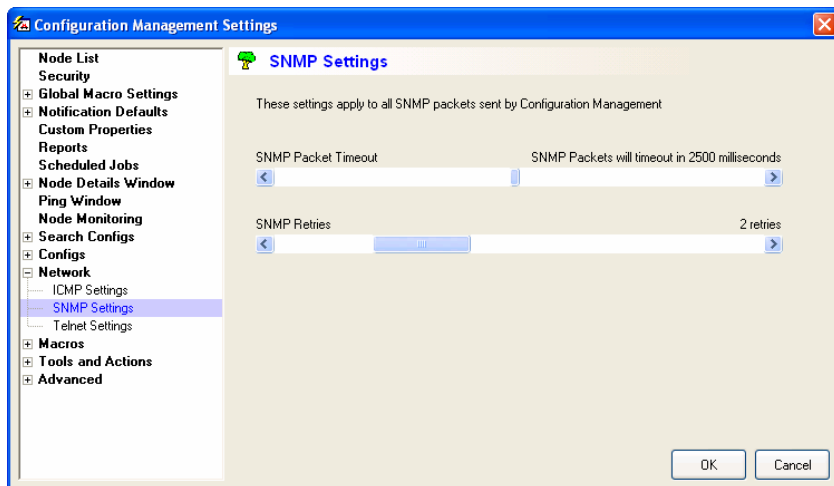 Configuration Management Settings
Node List
Security
Global Macro Settings
Notification Defaults
Custom Properties
Reports
Scheduled Jobs
Node Details Window
Ping Window
Node Monitoring
Search Configs
Configs
Network
ICMP Settings
SNMP Settings
Telnet Settings
Macros
Tools and Actions
Advanced
SNMP Settings
These settings apply to all SNMP packets sent by Configuration Management
SNMP Packet Timeout SNMP Packets will timeout in 2500 milliseconds
SNMP Retries 2 retries
OK Cancel